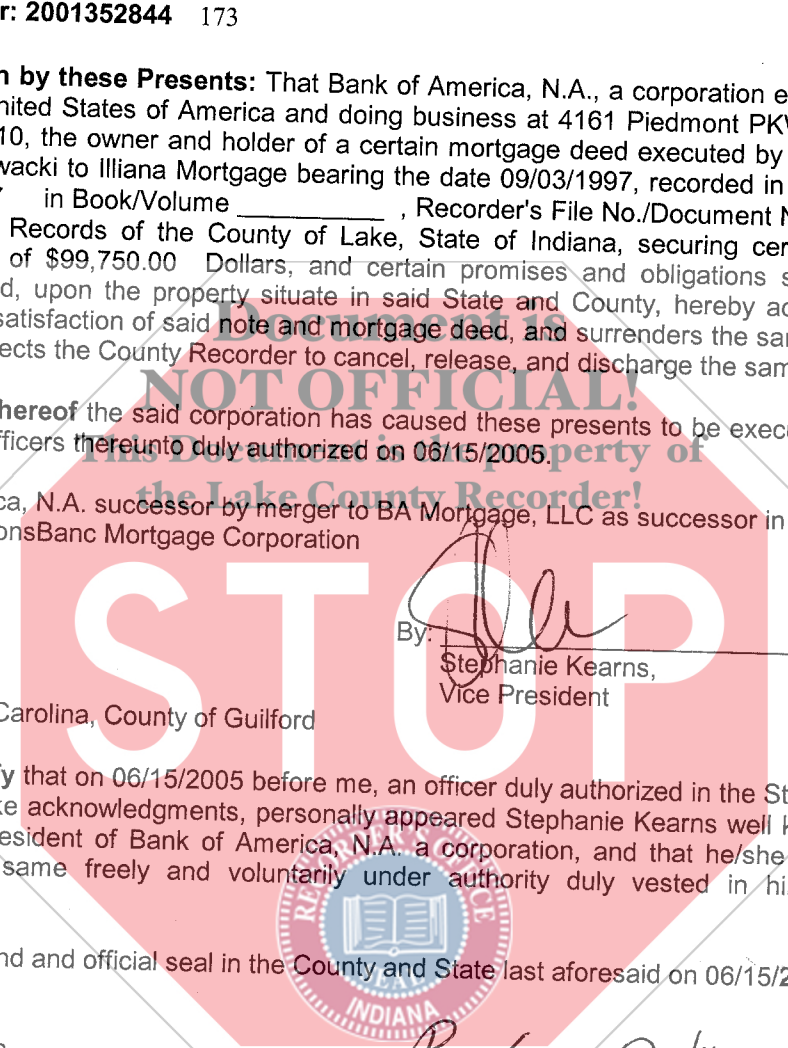 r: 2001352844 173
n by these Presents: That Bank of America, N.A., a corporation e
nited States of America and doing business at 4161 Piedmont PK
10, the owner and holder of a certain mortgage deed executed by
wacki to Illiana Mortgage bearing the date 09/03/1997, recorded in
in Book/Volume __________ , Recorder's File No./Document N
Records of the County of Lake, State of Indiana, securing cer
of $99,750.00 Dollars, and certain promises and obligations s
d, upon the property situate in said State and County, hereby ac
satisfaction of said note and mortgage deed, and surrenders the sa
ects the County Recorder to cancel, release, and discharge the sam
Document is
NOT OFFICIAL!
This Document is the property of
the Lake County Recorder!
hereof the said corporation has caused these presents to be exec
fficers thereunto duly authorized on 06/15/2005.
ca, N.A. successor by merger to BA Mortgage, LLC as successor in
onsBanc Mortgage Corporation
STOP
By:
Stephanie Kearns,
Vice President
Carolina, County of Guilford
fy that on 06/15/2005 before me, an officer duly authorized in the St
ke acknowledgments, personally appeared Stephanie Kearns well k
esident of Bank of America, N.A. a corporation, and that he/she
same freely and voluntarily under authority duly vested in hi
RECORDER'S OFFICE
SEAL
INDIANA
nd and official seal in the County and State last aforesaid on 06/15/2